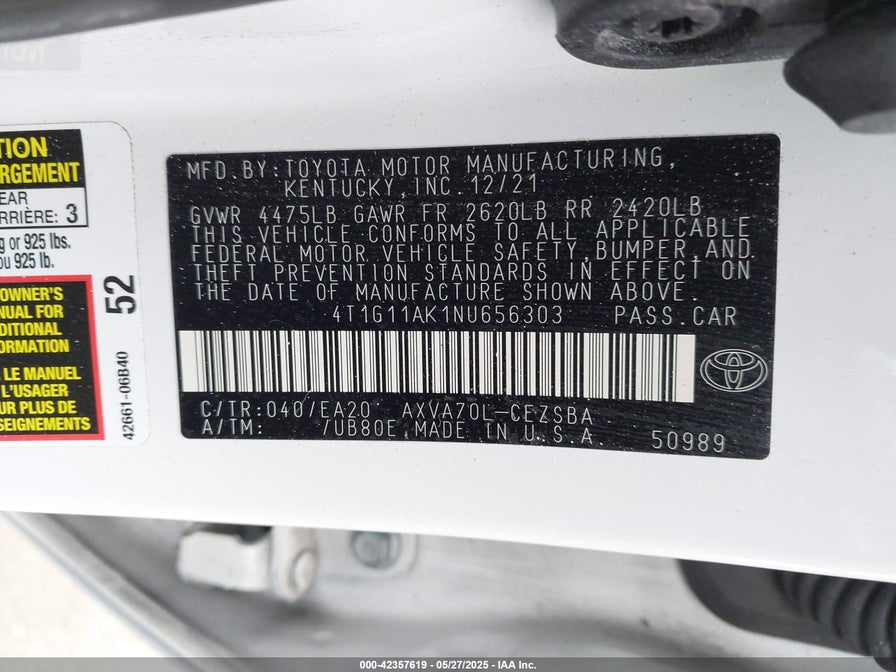 TION
RGEMENT
EAR
ARRIÈRE: 3
g or 925 lbs.
ou 925 lb.
OWNER'S
NUAL FOR
DITIONAL
ORMATION
LE MANUEL
L'USAGER
UR PLUS DE
SEIGNEMENTS
52
42661-06B40
MFD.BY:TOYOTA MOTOR MANUFACTURING,
KENTUCKY,INC.12/21
GVWR 4475LB GAWR FR 2620LB RR 2420LB
THIS VEHICLE CONFORMS TO ALL APPLICABLE
FEDERAL MOTOR VEHICLE SAFETY,BUMPER,AND
THEFT PREVENTION STANDARDS IN EFFECT ON
THE DATE OF MANUFACTURE SHOWN ABOVE.
4T1G11AK1NU656303 PASS.CAR
C/TR:040/EA20 AXVA70L-CEZSBA
A/TM: /UB80E MADE IN U.S.A. 50989
000-42357619 - 05/27/2025 - IAA Inc.